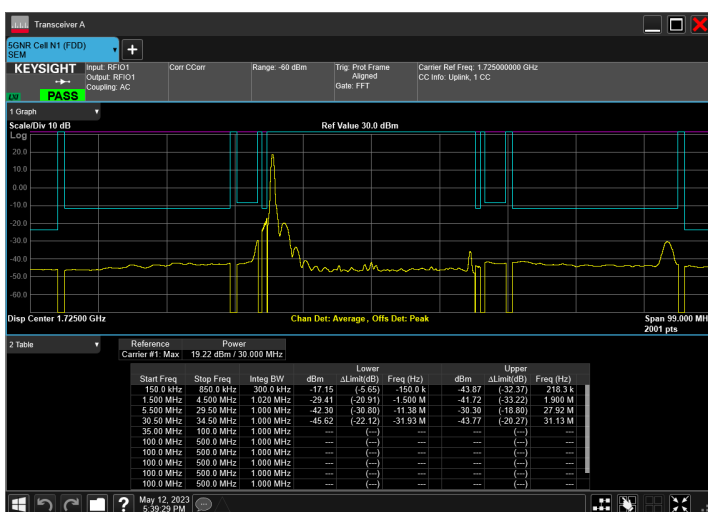 Transceiver A
5GNR Cell N1 (FDD)
SEM
KEYSIGHT
LXI
PASS
Input: RFIO1
Output: RFIO1
Coupling: AC
Corr CCorr
Range: -60 dBm
Trig: Prot Frame
Aligned
Gate: FFT
Carrier Ref Freq: 1.725000000 GHz
CC Info: Uplink, 1 CC
1 Graph
Scale/Div 10 dB
Ref Value 30.0 dBm
Log
20.0
10.0
0.00
-10.0
-20.0
-30.0
-40.0
-50.0
-60.0
Disp Center 1.72500 GHz
Chan Det: Average, Offs Det: Peak
Span 99.000 MH
2001 pts
2 Table
Reference Power
Carrier #1: Max 19.22 dBm / 30.000 MHz
Lower Upper
Start Freq Stop Freq Integ BW dBm ΔLimit(dB) Freq (Hz) dBm ΔLimit(dB) Freq (Hz)
150.0 kHz 850.0 kHz 300.0 kHz -17.15 (-5.65) -150.0 k -43.87 (-32.37) 218.3 k
1.500 MHz 4.500 MHz 1.020 MHz -29.41 (-20.91) -1.500 M -41.72 (-33.22) 1.900 M
5.500 MHz 29.50 MHz 1.000 MHz -42.30 (-30.80) -11.38 M -30.30 (-18.80) 27.92 M
30.50 MHz 34.50 MHz 1.000 MHz -45.62 (-22.12) -31.93 M -43.77 (-20.27) 31.13 M
35.00 MHz 100.0 MHz 1.000 MHz --- (---) --- --- (---) ---
100.0 MHz 500.0 MHz 1.000 MHz --- (---) --- --- (---) ---
100.0 MHz 500.0 MHz 1.000 MHz --- (---) --- --- (---) ---
100.0 MHz 500.0 MHz 1.000 MHz --- (---) --- --- (---) ---
100.0 MHz 500.0 MHz 1.000 MHz --- (---) --- --- (---) ---
100.0 MHz 500.0 MHz 1.000 MHz --- (---) --- --- (---) ---
May 12, 2023
5:39:29 PM